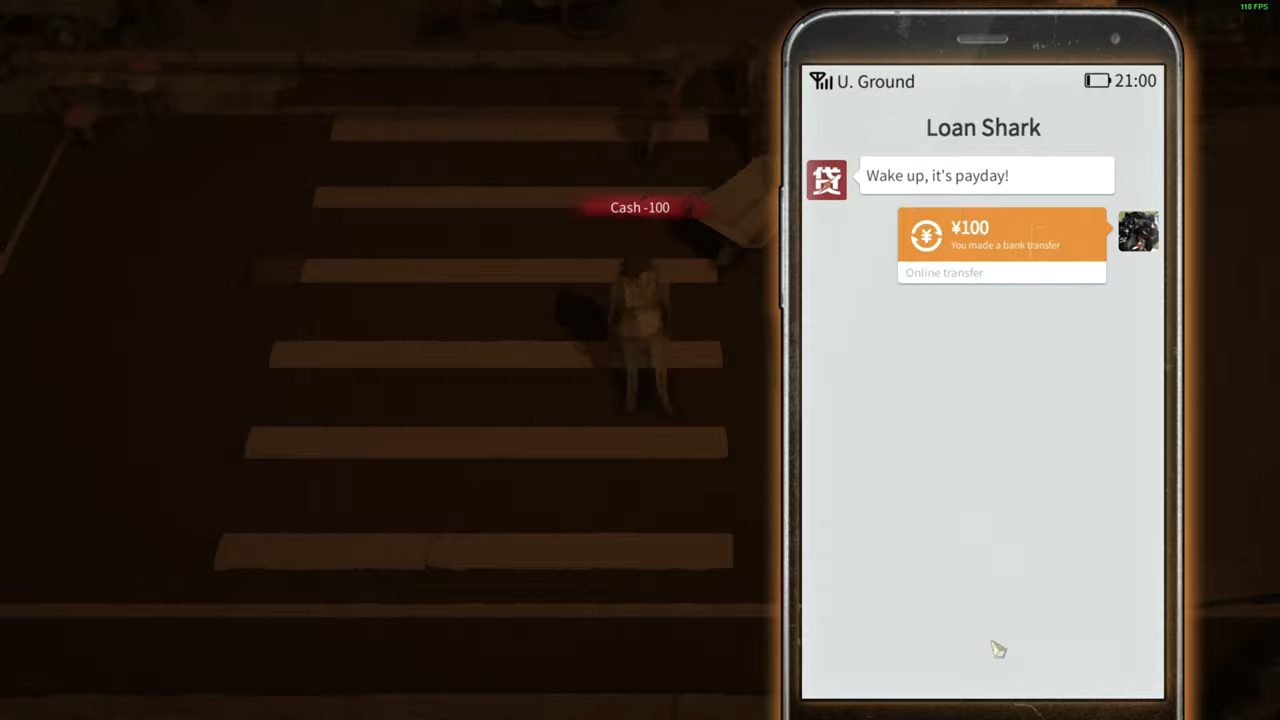 118 FPS
U. Ground
21:00
Loan Shark
贷
Wake up, it's payday!
Cash -100
¥100
You made a bank transfer
Online transfer